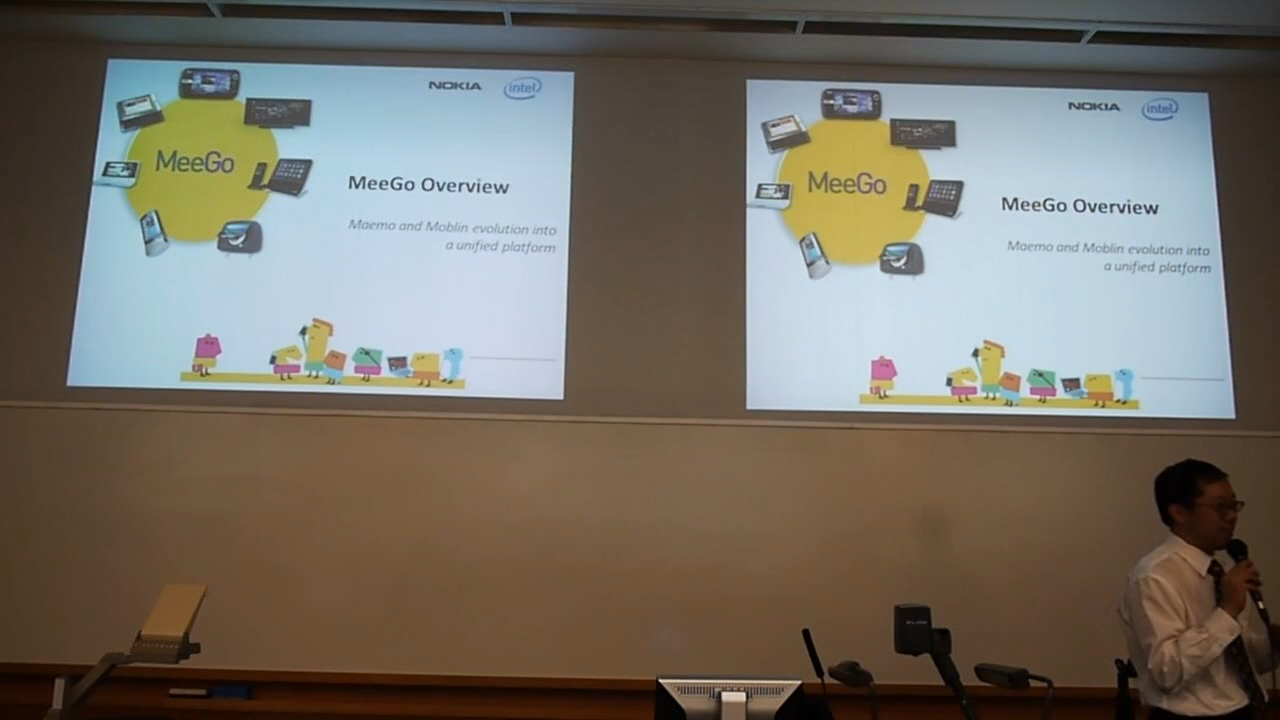 NOKIA intel
MeeGo
MeeGo Overview
Maemo and Moblin evolution into
a unified platform
NOKIA intel
MeeGo
MeeGo Overview
Maemo and Moblin evolution into
a unified platform